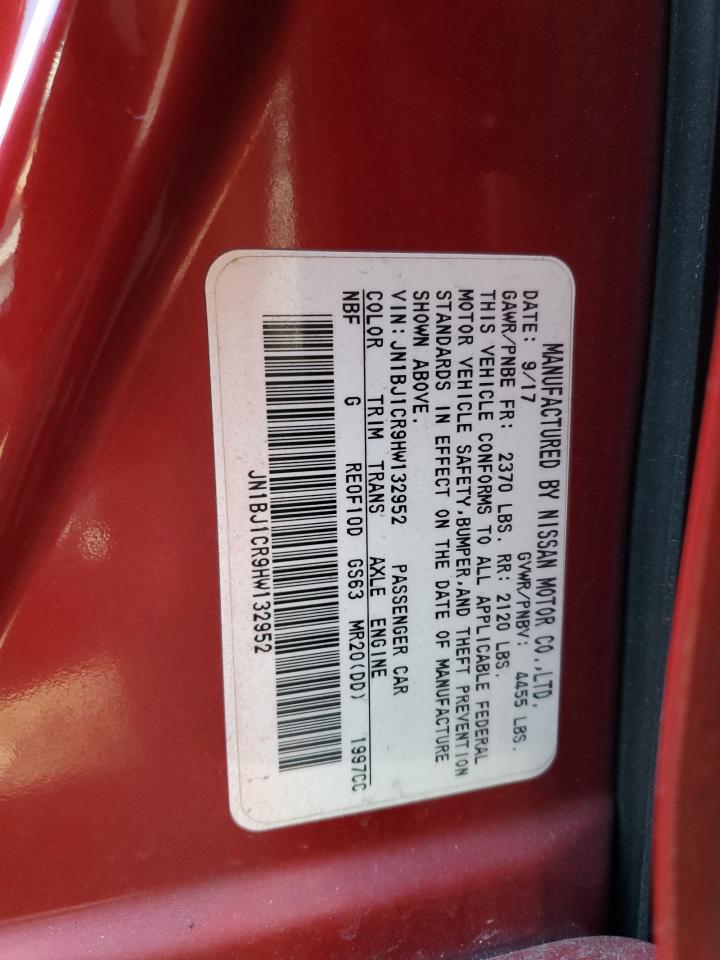 MANUFACTURED BY NISSAN MOTOR CO.,LTD.
DATE: 9/17 GVWR/PNBV: 4455 LBS.
GAWR/PNBE FR: 2370 LBS. RR: 2120 LBS.
THIS VEHICLE CONFORMS TO ALL APPLICABLE FEDERAL
MOTOR VEHICLE SAFETY,BUMPER,AND THEFT PREVENTION
STANDARDS IN EFFECT ON THE DATE OF MANUFACTURE
SHOWN ABOVE.
VIN:JN1BJ1CR9HW132952 PASSENGER CAR
COLOR TRIM TRANS AXLE ENGINE
NBF G RE0F10D GS63 MR20(DD) 1997CC
JN1BJ1CR9HW132952